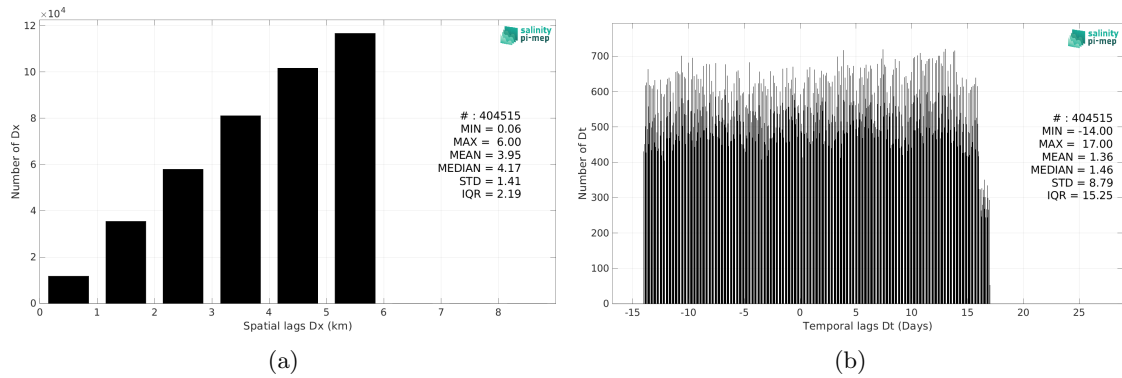 ×10⁴
12
10
8
6
4
2
0
Number of Dx
0 1 2 3 4 5 6 7 8
Spatial lags Dx (km)
salinity
pi-mep
# : 404515
MIN = 0.06
MAX = 6.00
MEAN = 3.95
MEDIAN = 4.17
STD = 1.41
IQR = 2.19
(a)
700
600
500
400
300
200
100
0
Number of Dt
-15 -10 -5 0 5 10 15 20 25
Temporal lags Dt (Days)
salinity
pi-mep
# : 404515
MIN = -14.00
MAX = 17.00
MEAN = 1.36
MEDIAN = 1.46
STD = 8.79
IQR = 15.25
(b)